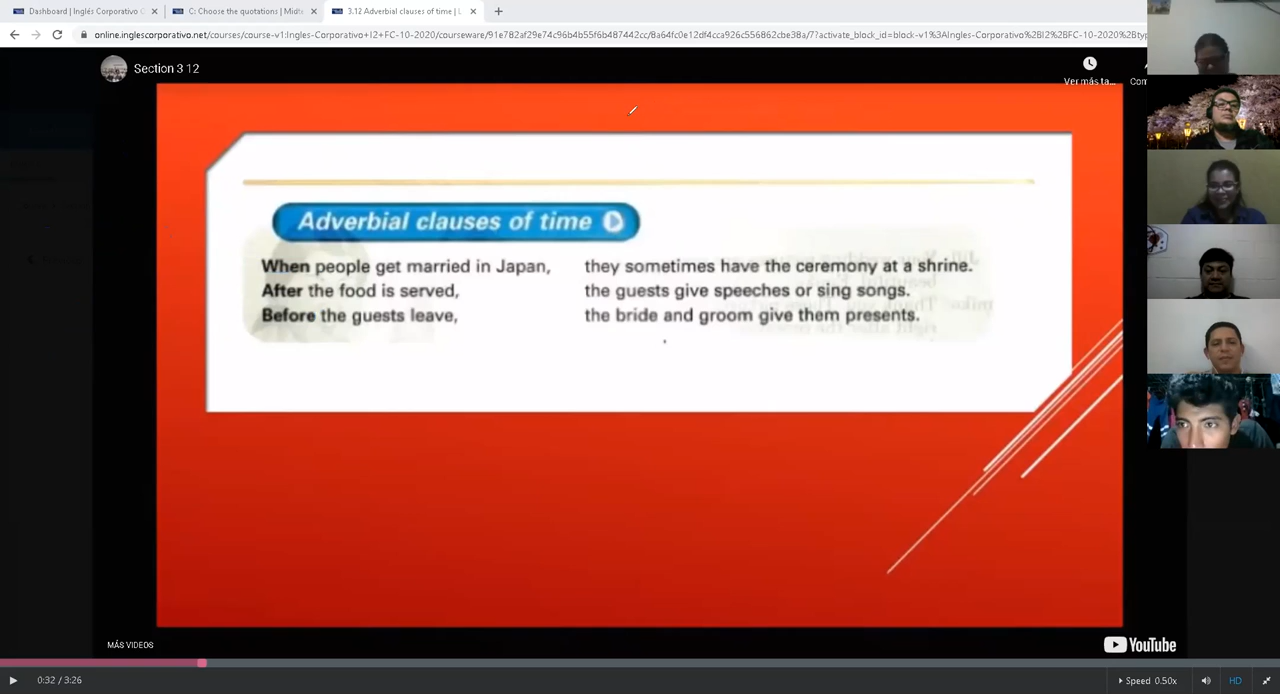 Dashboard | Inglés Corporativo
C: Choose the quotations | Midt
3.12 Adverbial clauses of time |
online.inglescorporativo.net/courses/course-v1:Ingles-Corporativo+I2+FC-10-2020/courseware/91e782af29e74c96b4b55f6b487442cc/8a64fc0e12df4cca926c556862cbe38a/7?activate_block_id=block-v1%3AIngles-Corporativo%2BI2%2BFC-10-2020%2Btyp
Section 3 12
Ver más ta...
Adverbial clauses of time
When people get married in Japan, they sometimes have the ceremony at a shrine.
After the food is served, the guests give speeches or sing songs.
Before the guests leave, the bride and groom give them presents.
MÁS VIDEOS
YouTube
0:32 / 3:26
Speed 0.50x
HD